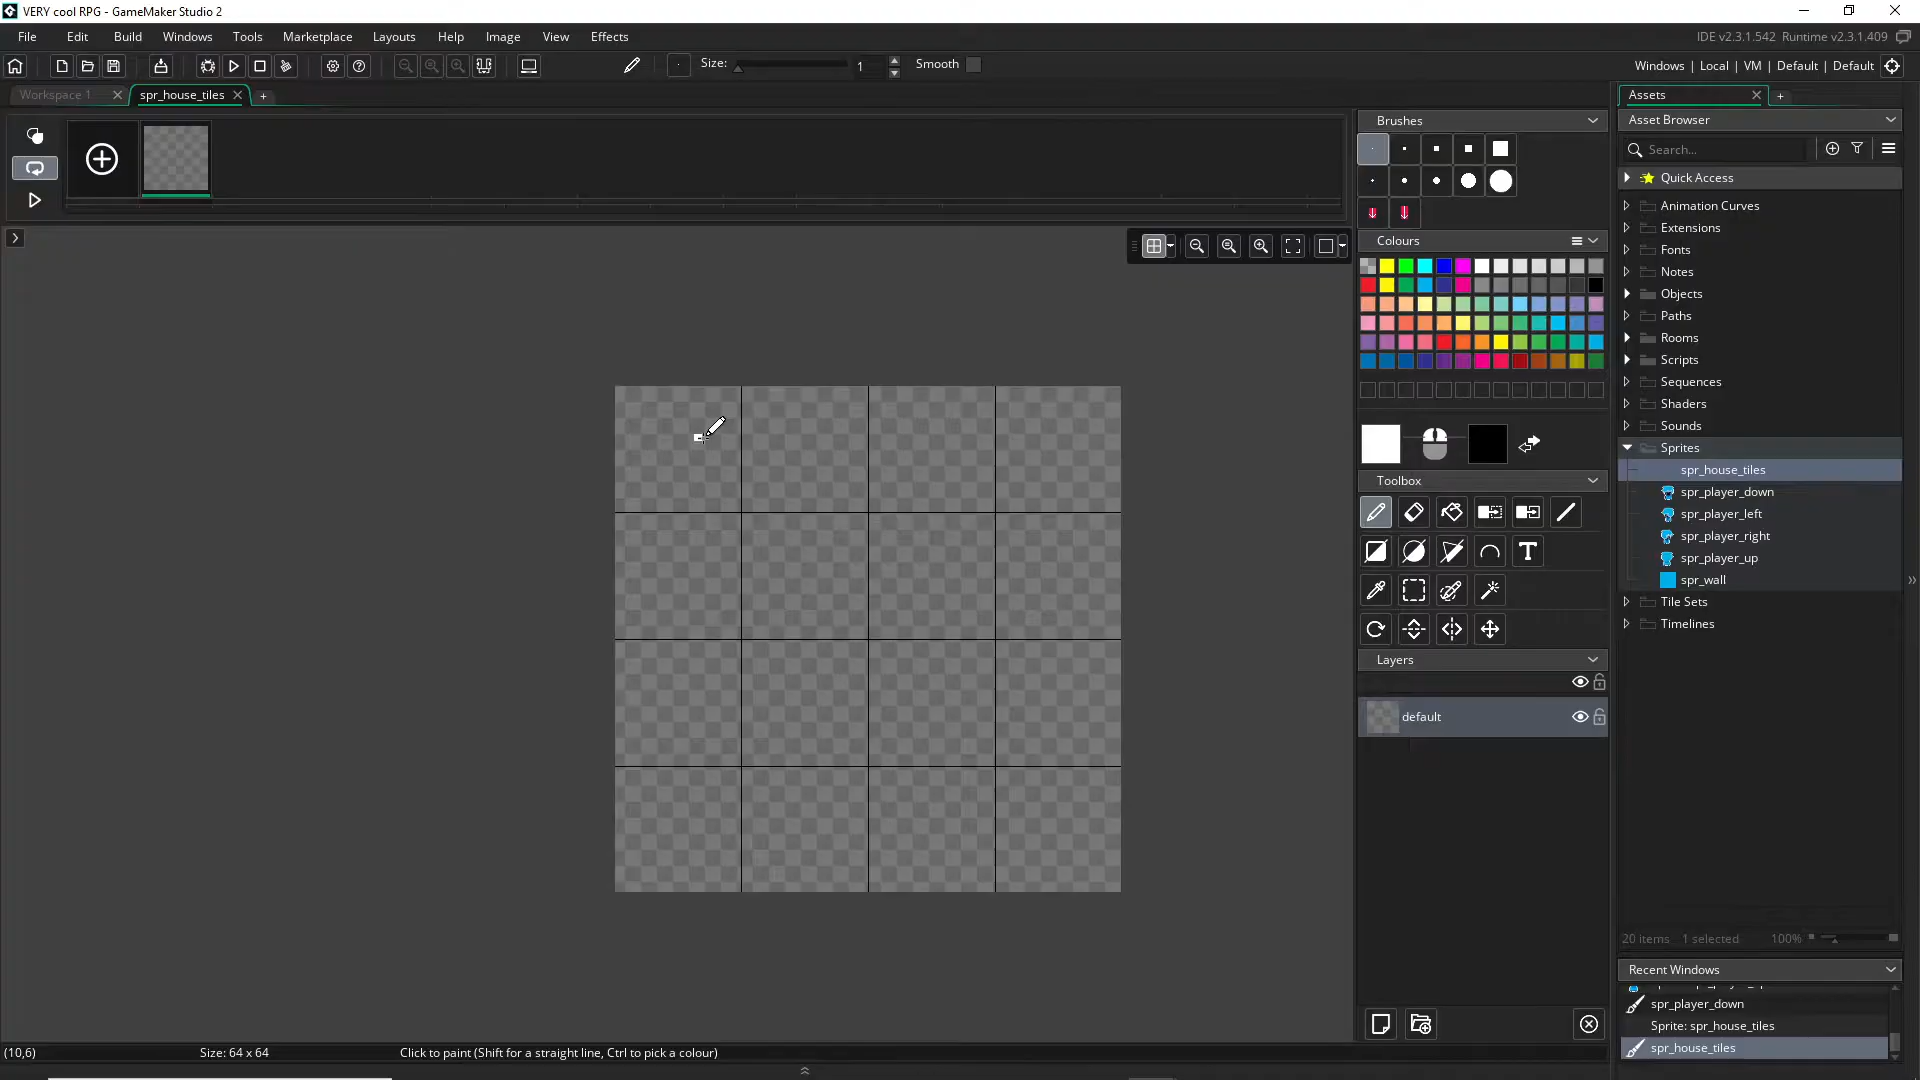 VERY cool RPG - GameMaker Studio 2
File Edit Build Windows Tools Marketplace Layouts Help Image View Effects
IDE v2.3.1.542 Runtime v2.3.1.409
Size: 1 Smooth
Windows | Local | VM | Default | Default
Workspace 1
spr_house_tiles
Brushes
Colours
Toolbox
T
Layers
default
Assets
Asset Browser
Search...
Quick Access
Animation Curves
Extensions
Fonts
Notes
Objects
Paths
Rooms
Scripts
Sequences
Shaders
Sounds
Sprites
spr_house_tiles
spr_player_down
spr_player_left
spr_player_right
spr_player_up
spr_wall
Tile Sets
Timelines
20 items 1 selected 100%
Recent Windows
spr_player_down
Sprite: spr_house_tiles
spr_house_tiles
(10,6) Size: 64 x 64 Click to paint (Shift for a straight line, Ctrl to pick a colour)